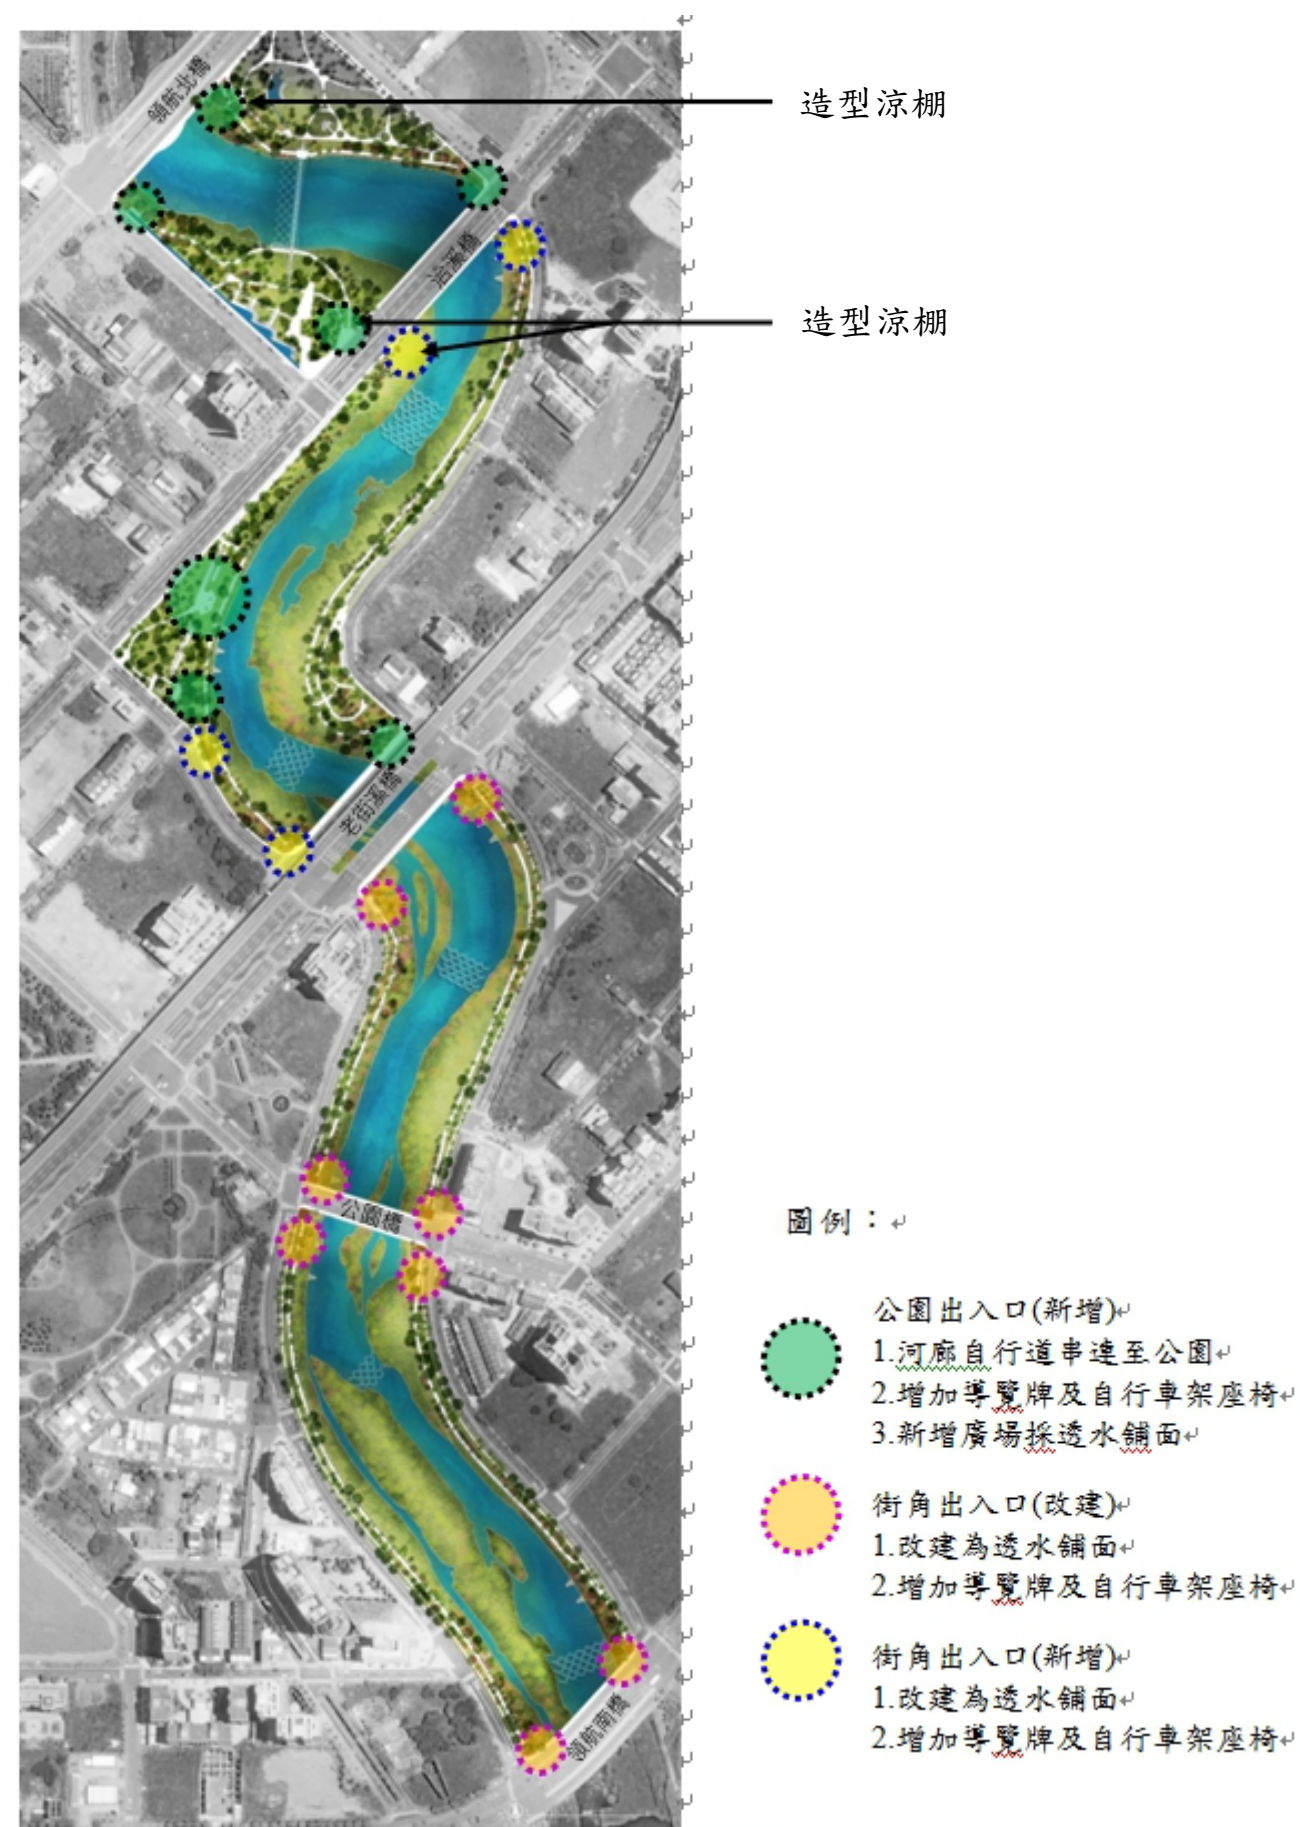 領航北橋
造型涼棚
治溪橋
造型涼棚
老街溪橋
公園橋
領航南橋
圖例：
公園出入口(新增)
1.河廊自行道串連至公園
2.增加導覽牌及自行車架座椅
3.新增廣場採透水鋪面
街角出入口(改建)
1.改建為透水鋪面
2.增加導覽牌及自行車架座椅
街角出入口(新增)
1.改建為透水鋪面
2.增加導覽牌及自行車架座椅